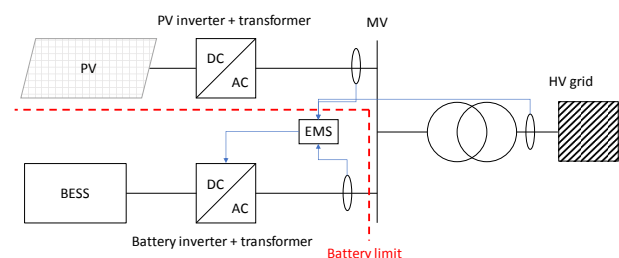 PV inverter + transformer
MV
PV
DC
AC
HV grid
EMS
BESS
DC
AC
Battery inverter + transformer
Battery limit